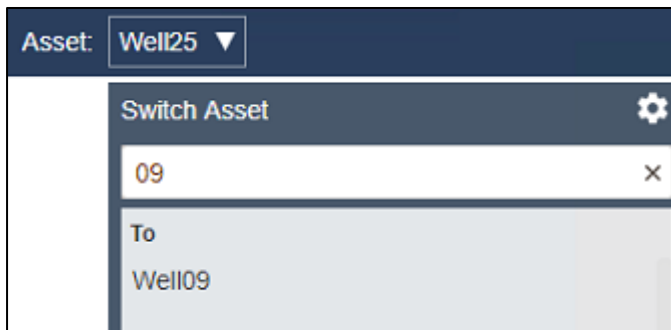 Asset: Well25 ▼
Switch Asset
09 ×
To
Well09